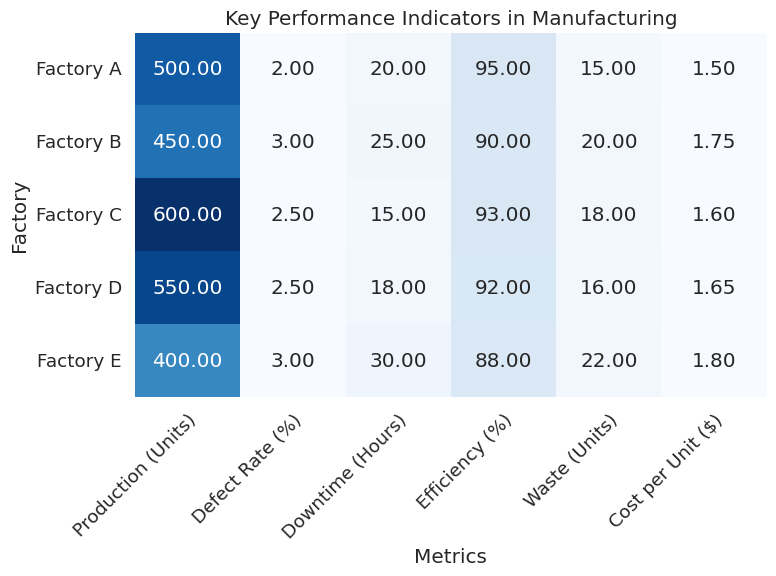 Key Performance Indicators in Manufacturing
Factory
Factory A 500.00 2.00 20.00 95.00 15.00 1.50
Factory B 450.00 3.00 25.00 90.00 20.00 1.75
Factory C 600.00 2.50 15.00 93.00 18.00 1.60
Factory D 550.00 2.50 18.00 92.00 16.00 1.65
Factory E 400.00 3.00 30.00 88.00 22.00 1.80
Production (Units) Defect Rate (%) Downtime (Hours) Efficiency (%) Waste (Units) Cost per Unit ($)
Metrics